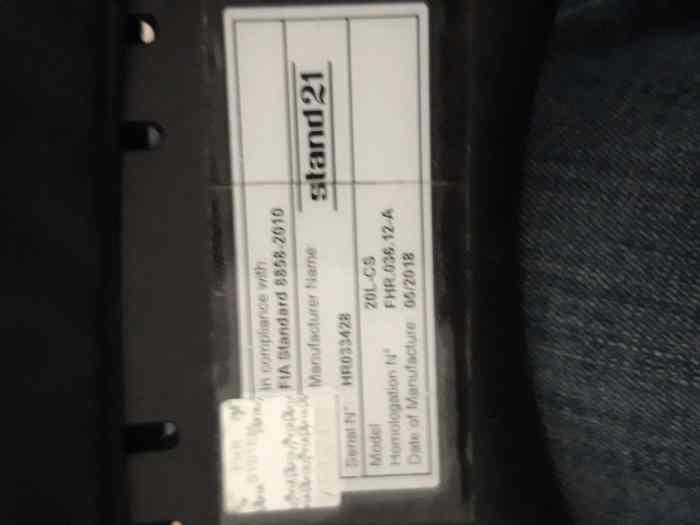 In compliance with
FIA Standard 8858-2010
Manufacturer Name stand21
Serial N° HR033428
Model 20L-CS
Homologation N° FHR.036.12-A
Date of Manufacture 05/2018